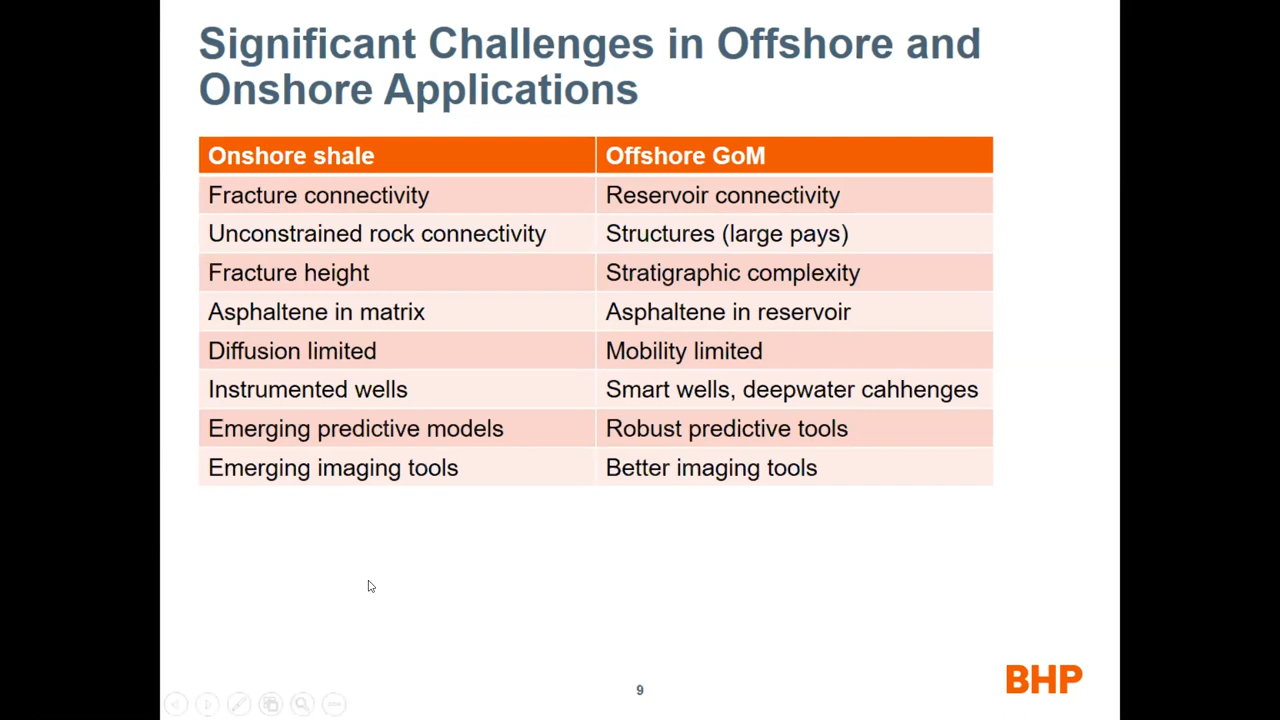 Significant Challenges in Offshore and
Onshore Applications
Onshore shale Offshore GoM
Fracture connectivity Reservoir connectivity
Unconstrained rock connectivity Structures (large pays)
Fracture height Stratigraphic complexity
Asphaltene in matrix Asphaltene in reservoir
Diffusion limited Mobility limited
Instrumented wells Smart wells, deepwater cahhenges
Emerging predictive models Robust predictive tools
Emerging imaging tools Better imaging tools
9
BHP